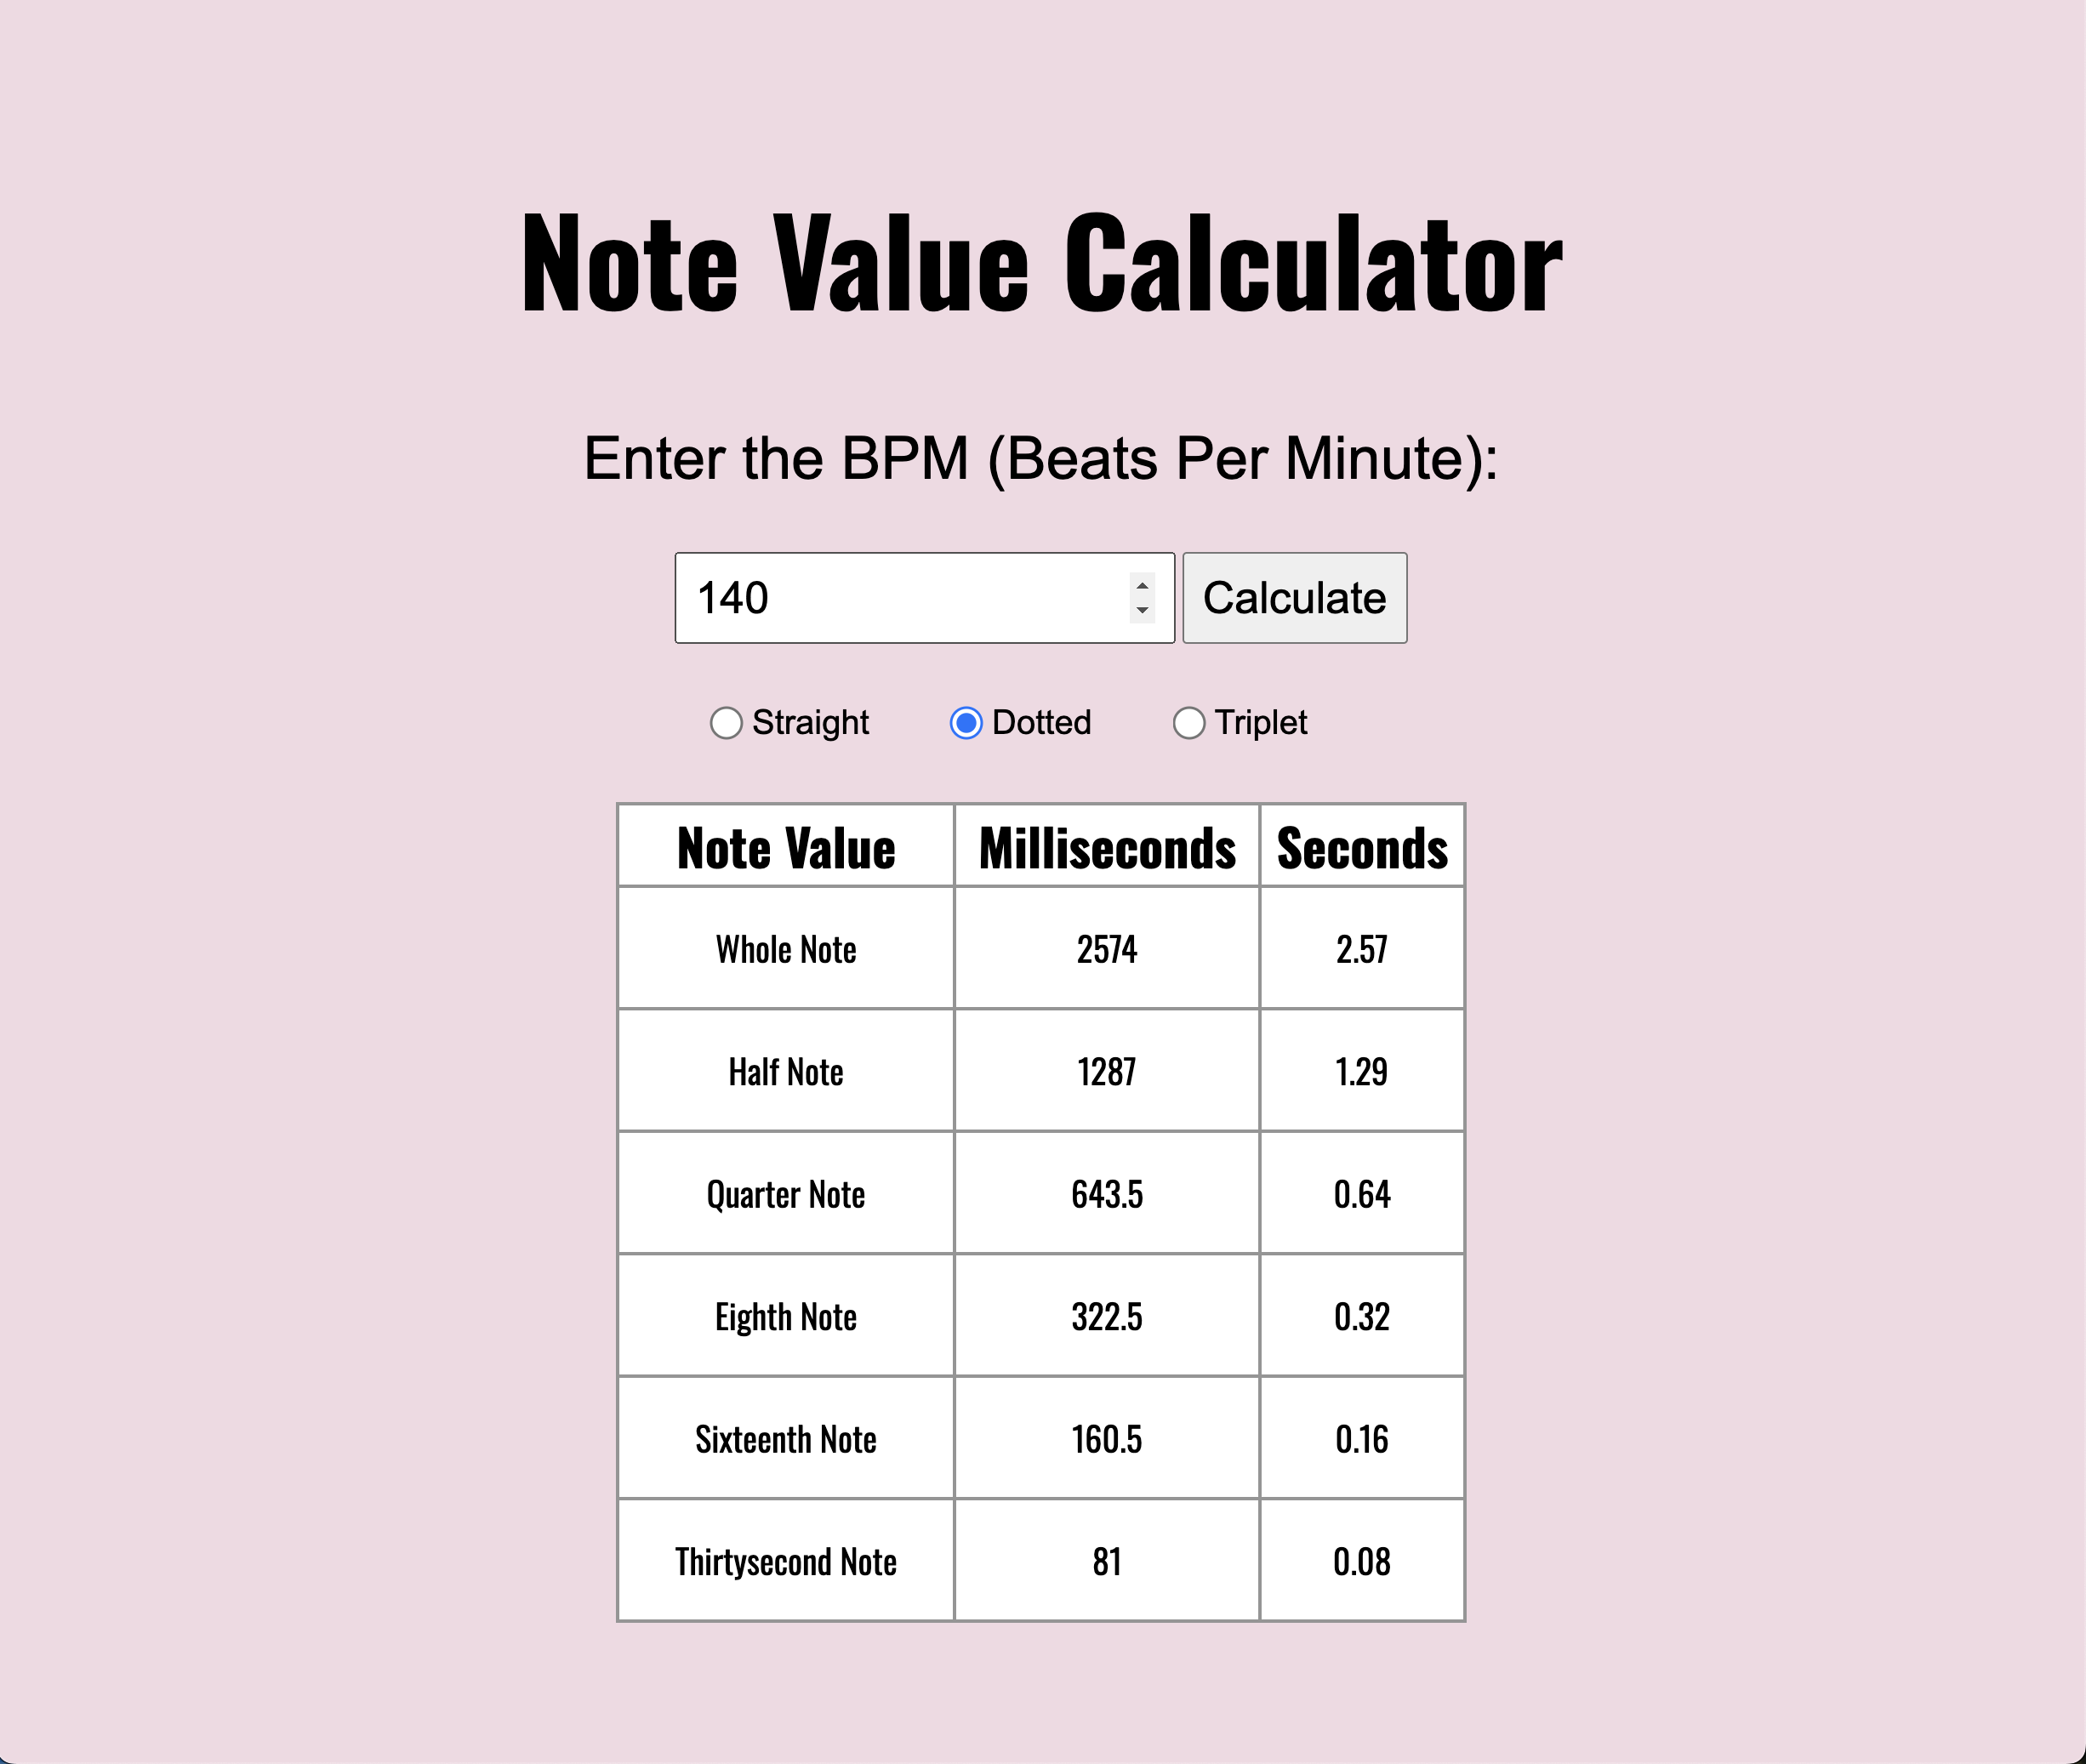 Note Value Calculator
Enter the BPM (Beats Per Minute):
140 Calculate
Straight Dotted Triplet
Note Value Milliseconds Seconds
Whole Note 2574 2.57
Half Note 1287 1.29
Quarter Note 643.5 0.64
Eighth Note 322.5 0.32
Sixteenth Note 160.5 0.16
Thirtysecond Note 81 0.08